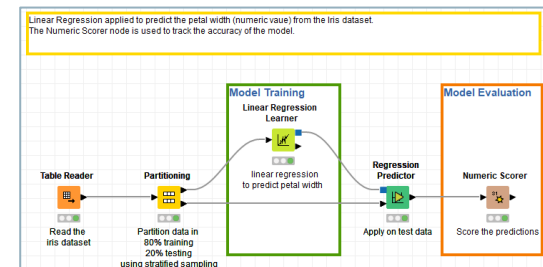 Linear Regression applied to predict the petal width (numeric vaue) from the Iris dataset.
The Numeric Scorer node is used to track the accuracy of the model.
Model Training
Model Evaluation
Linear Regression
Learner
linear regression
to predict petal width
Table Reader
Read the
iris dataset
Partitioning
Partition data in
80% training
20% testing
using stratified sampling
Regression
Predictor
Apply on test data
Numeric Scorer
Score the predictions